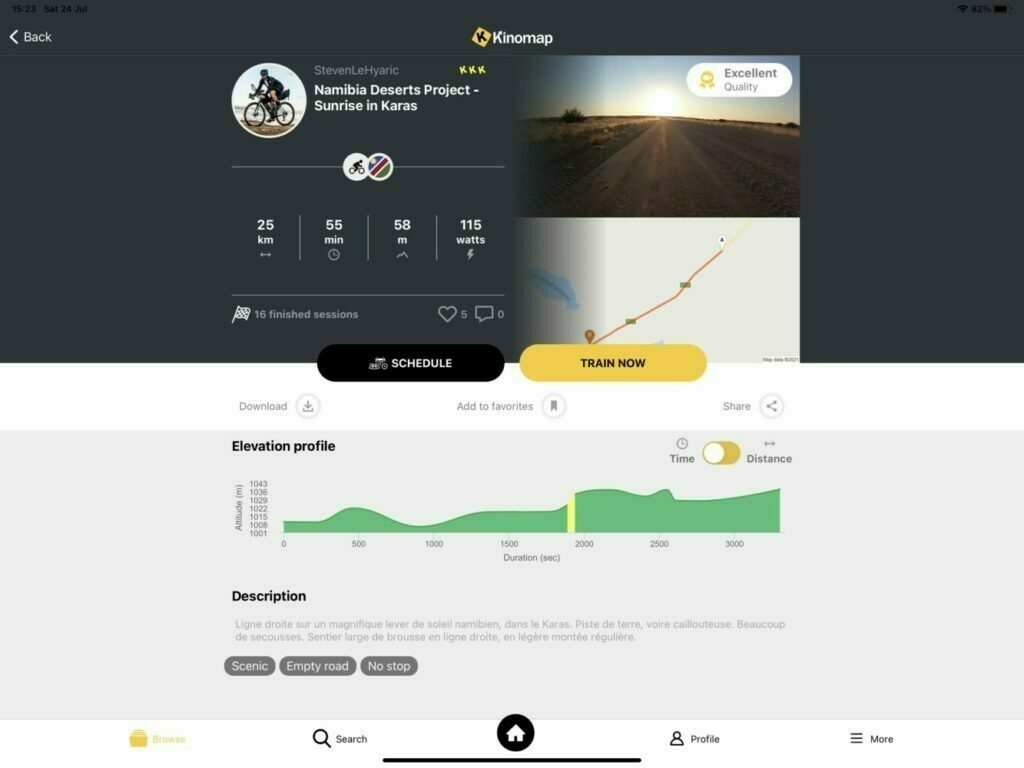 15:23 Sat 24 Jul
82%
Back
Kinomap
StevenLeHyaric
KKK
Namibia Deserts Project -
Sunrise in Karas
Excellent
Quality
25
km
55
min
58
m
115
watts
16 finished sessions
5
0
A
Map data ©2021
SCHEDULE
TRAIN NOW
Download
Add to favorites
Share
Elevation profile
Time
Distance
Altitude (m)
1043
1036
1029
1022
1015
1008
1001
0 500 1000 1500 2000 2500 3000
Duration (sec)
Description
Ligne droite sur un magnifique lever de soleil namibien, dans le Karas. Piste de terre, voire caillouteuse. Beaucoup
de secousses. Sentier large de brousse en ligne droite, en légère montée régulière.
Scenic
Empty road
No stop
Browse
Search
Profile
More